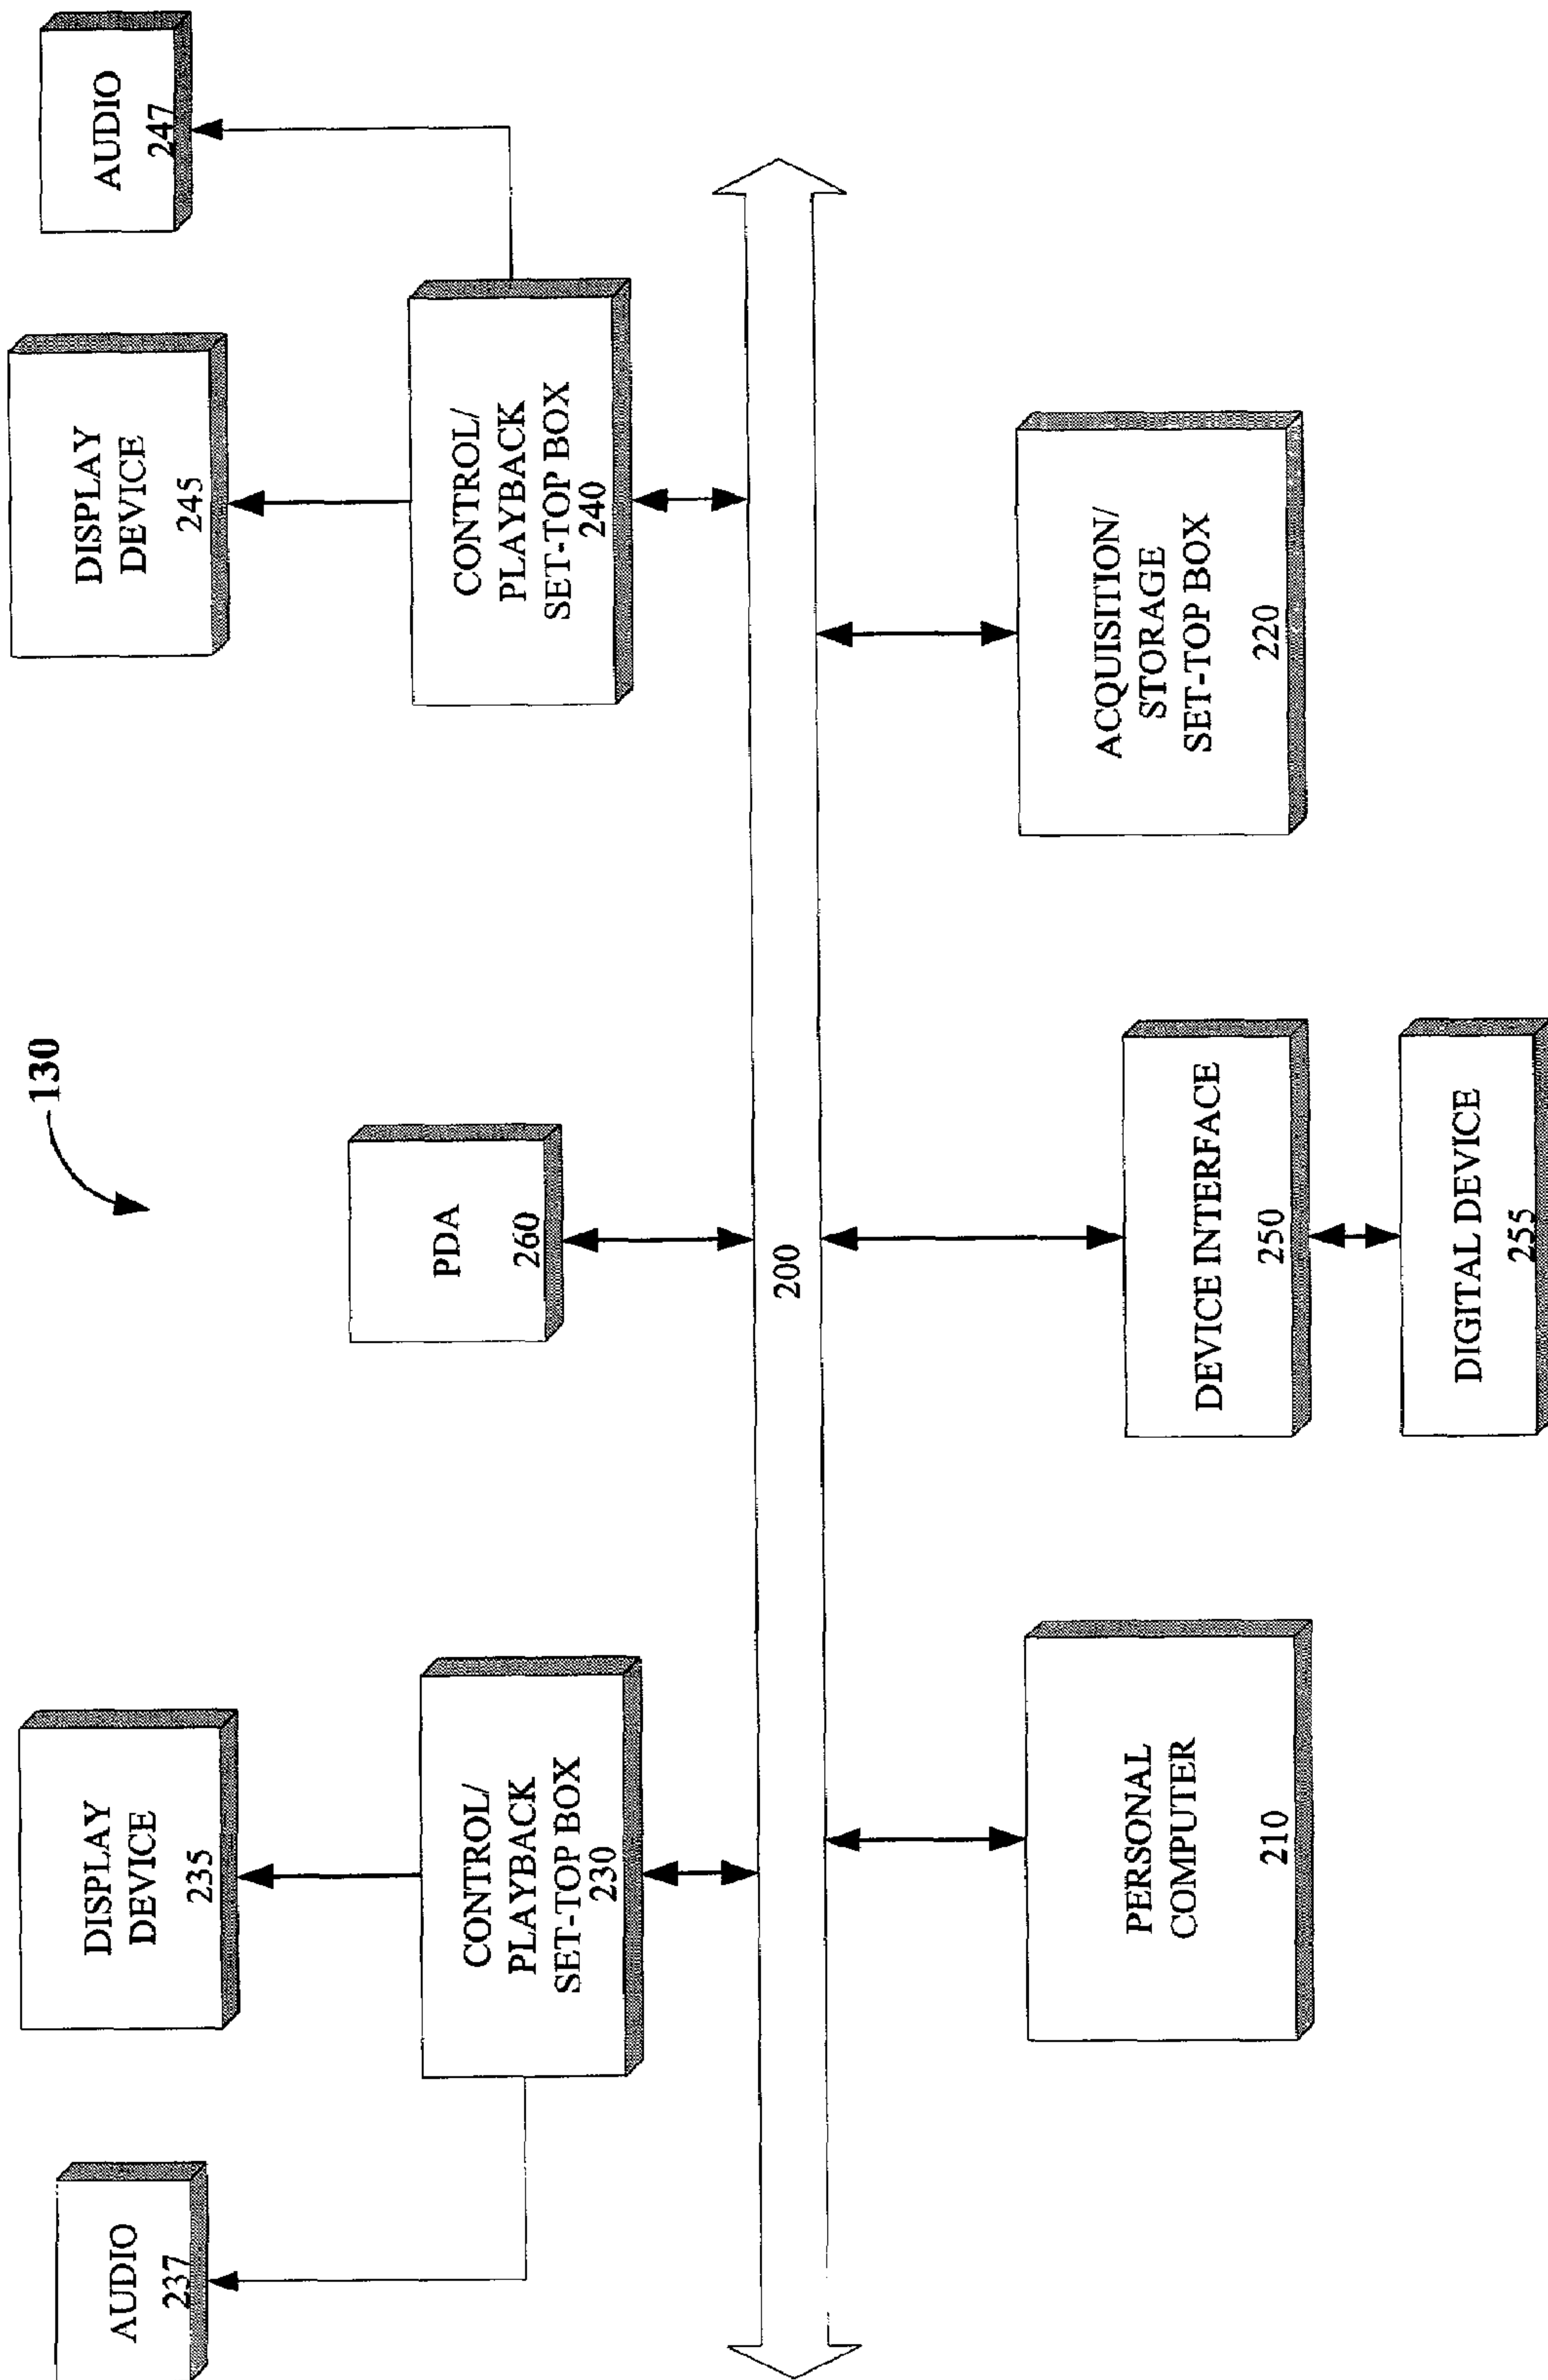 130
AUDIO
237
DISPLAY
DEVICE
235
DISPLAY
DEVICE
245
AUDIO
247
CONTROL/
PLAYBACK
SET-TOP BOX
230
PDA
260
CONTROL/
PLAYBACK
SET-TOP BOX
240
200
PERSONAL
COMPUTER
210
DEVICE INTERFACE
250
DIGITAL DEVICE
255
ACQUISITION/
STORAGE
SET-TOP BOX
220